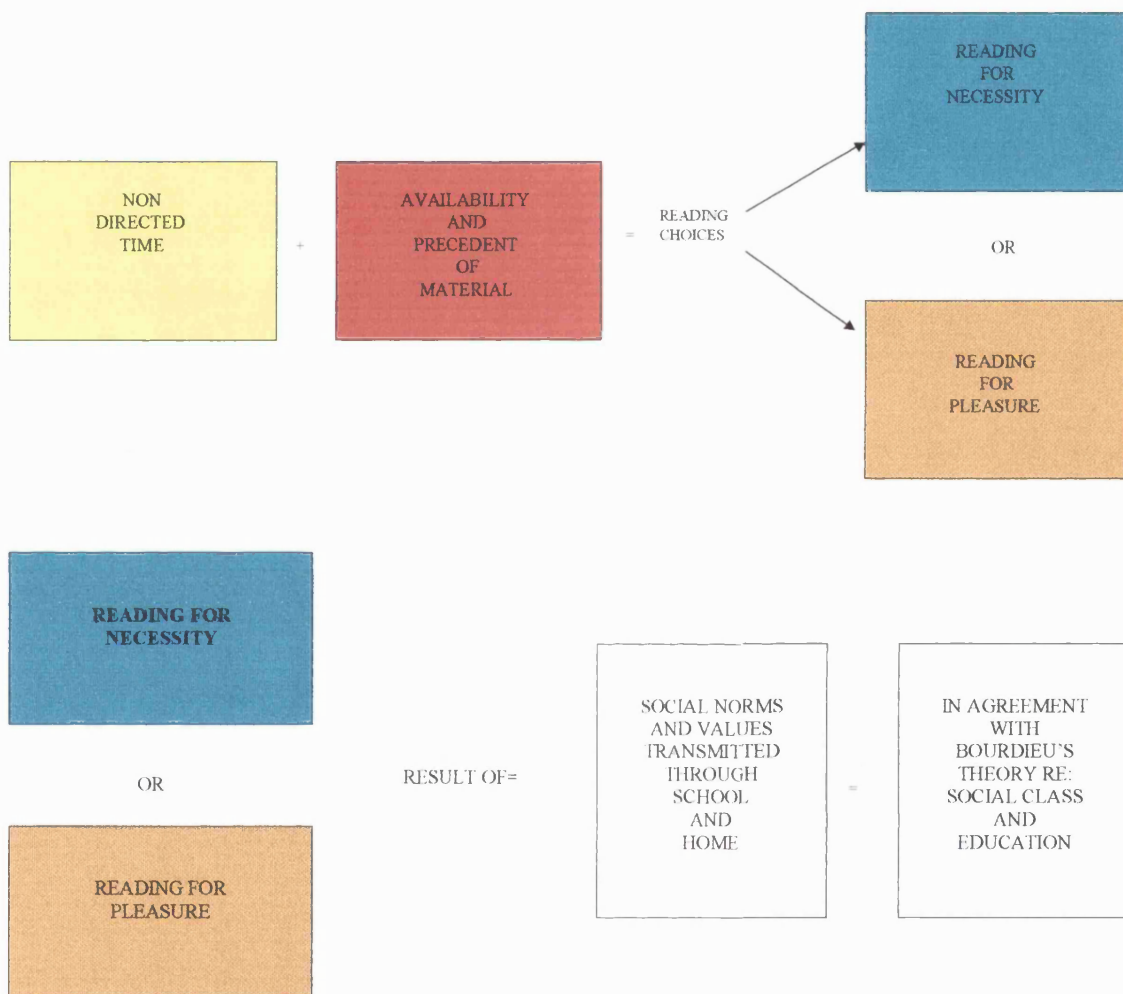 READING
FOR
NECESSITY
NON
DIRECTED
TIME
+
AVAILABILITY
AND
PRECEDENT
OF
MATERIAL
=
READING
CHOICES
OR
READING
FOR
PLEASURE
READING FOR
NECESSITY
OR
READING FOR
PLEASURE
RESULT OF=
SOCIAL NORMS
AND VALUES
TRANSMITTED
THROUGH
SCHOOL
AND
HOME
=
IN AGREEMENT
WITH
BOURDIEU'S
THEORY RE:
SOCIAL CLASS
AND
EDUCATION